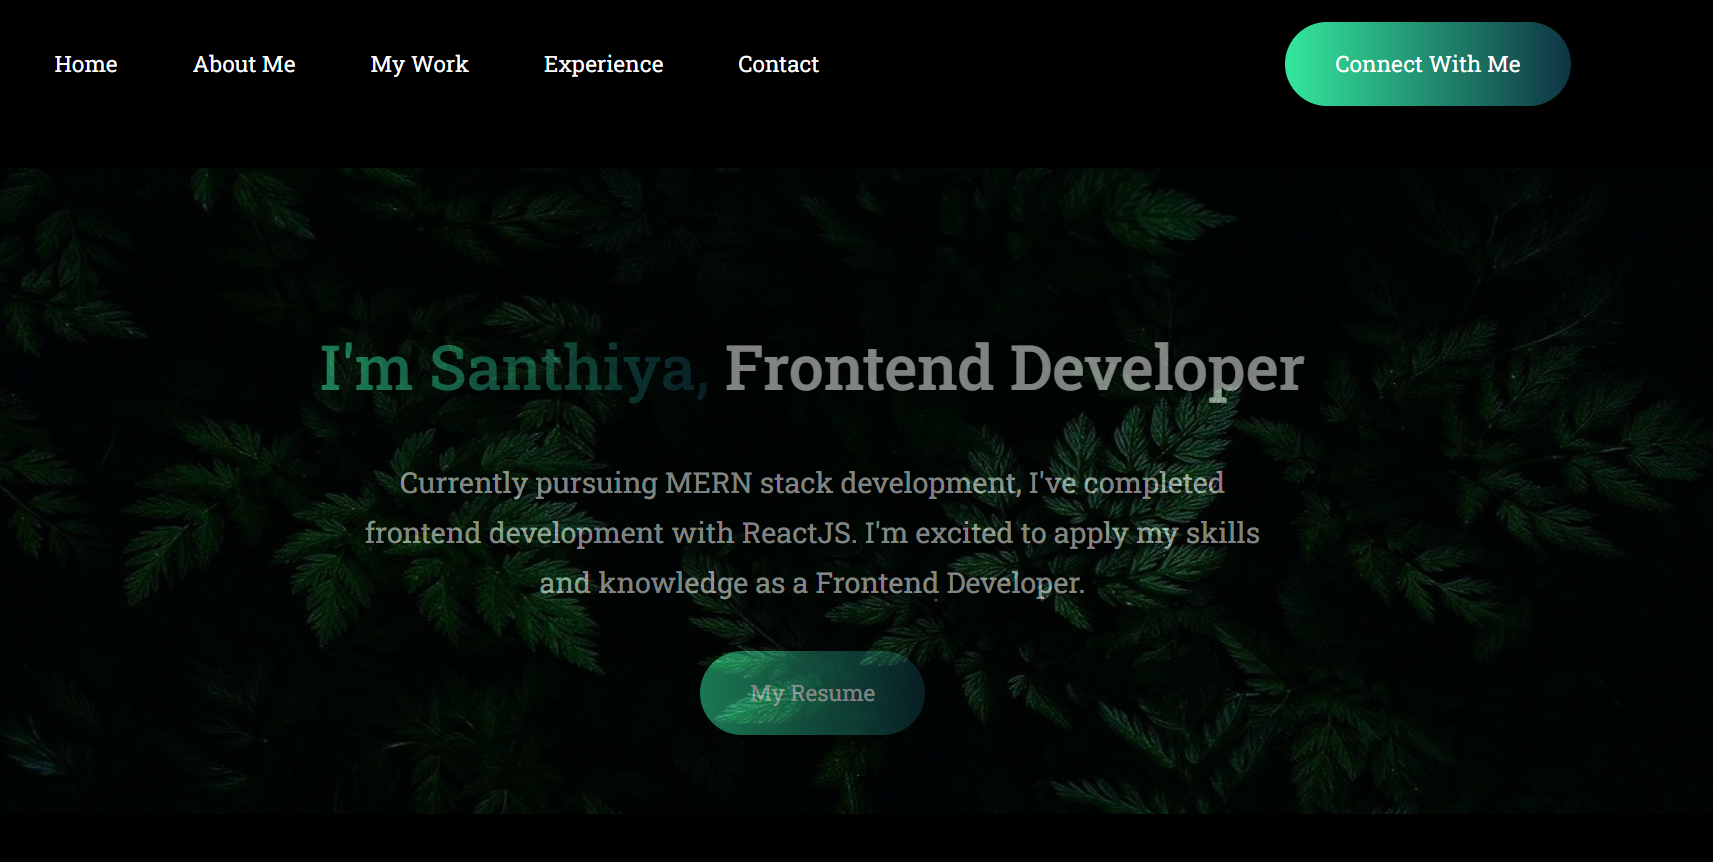 Home About Me My Work Experience Contact Connect With Me
I'm Santhiya, Frontend Developer
Currently pursuing MERN stack development, I've completed
frontend development with ReactJS. I'm excited to apply my skills
and knowledge as a Frontend Developer.
My Resume